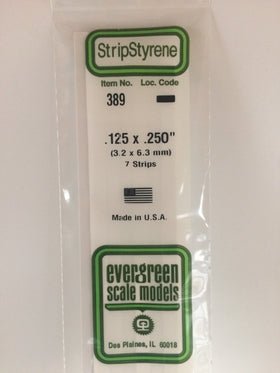 StripStyrene
Item No. Loc. Code
389
.125 x .250"
(3.2 x 6.3 mm)
7 Strips
Made in U.S.A.
evergreen
scale models
Des Plaines, IL 60018